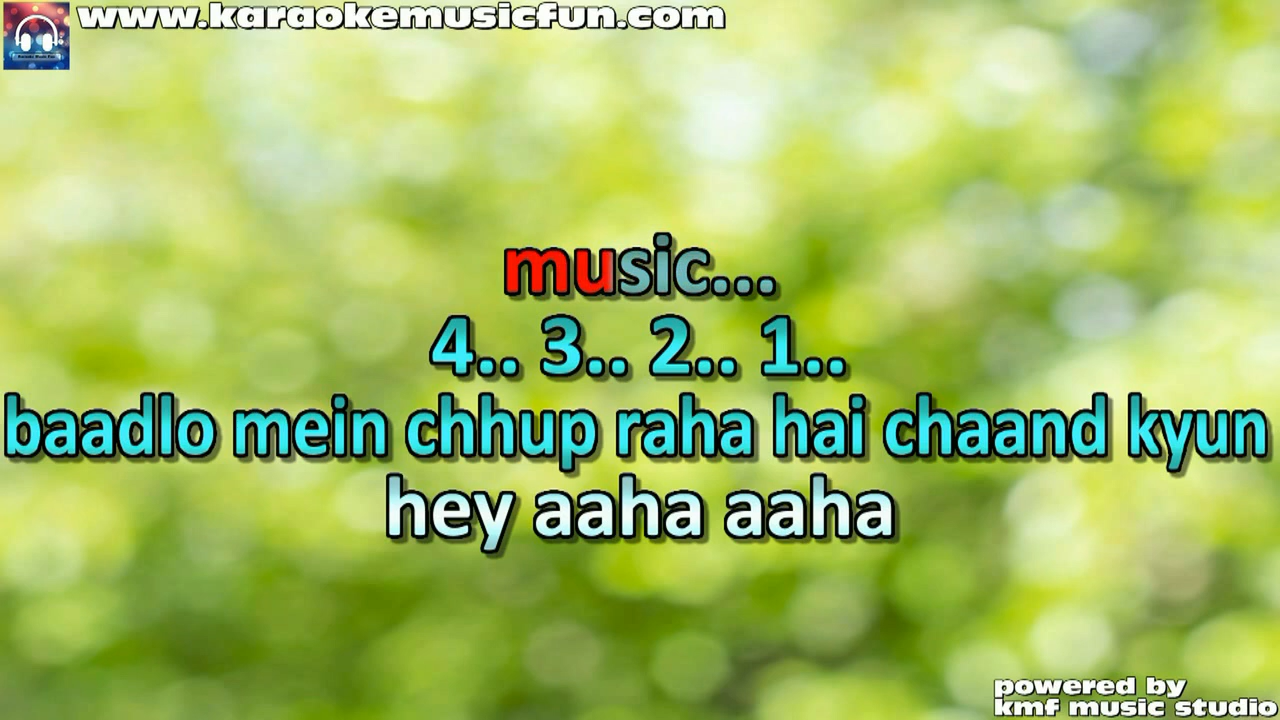 www.karaokemusicfun.com
music...
4.. 3.. 2.. 1..
baadlo mein chhup raha hai chaand kyun
hey aaha aaha
powered by
kmf music studio